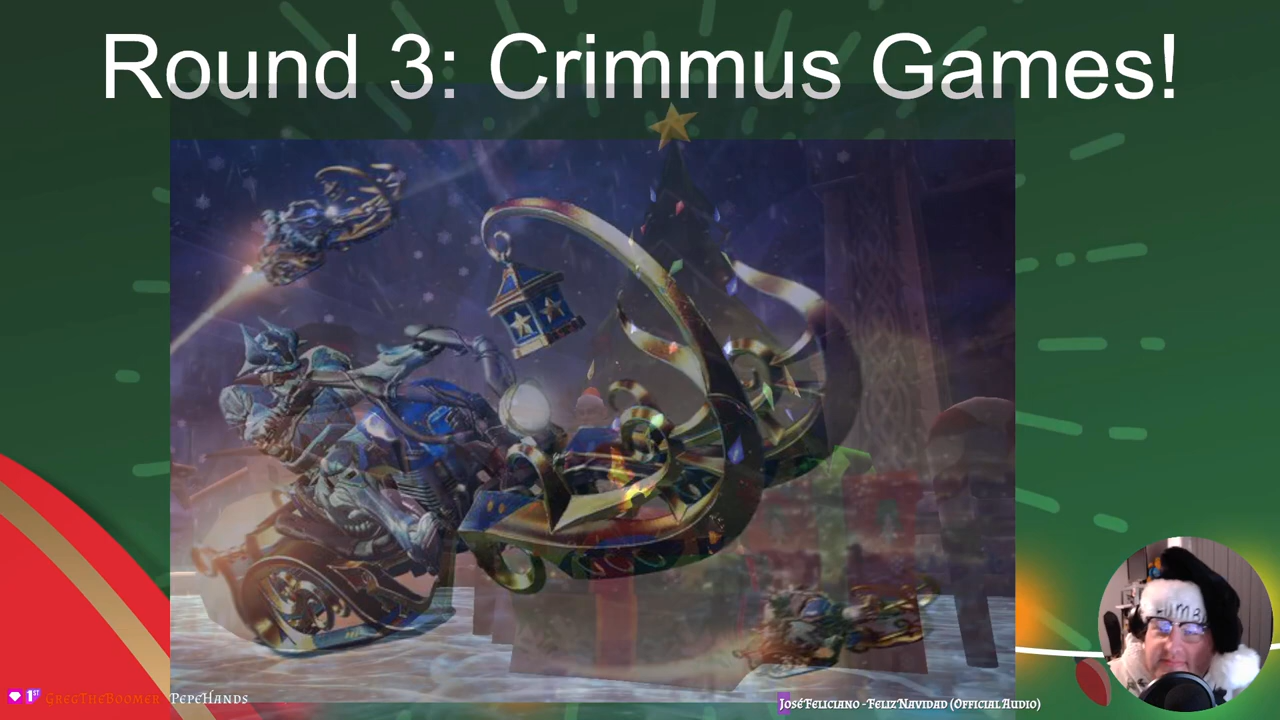 Round 3: Crimmus Games!
1ST GregTheBoomer PepeHands
José Feliciano - Feliz Navidad (Official Audio)